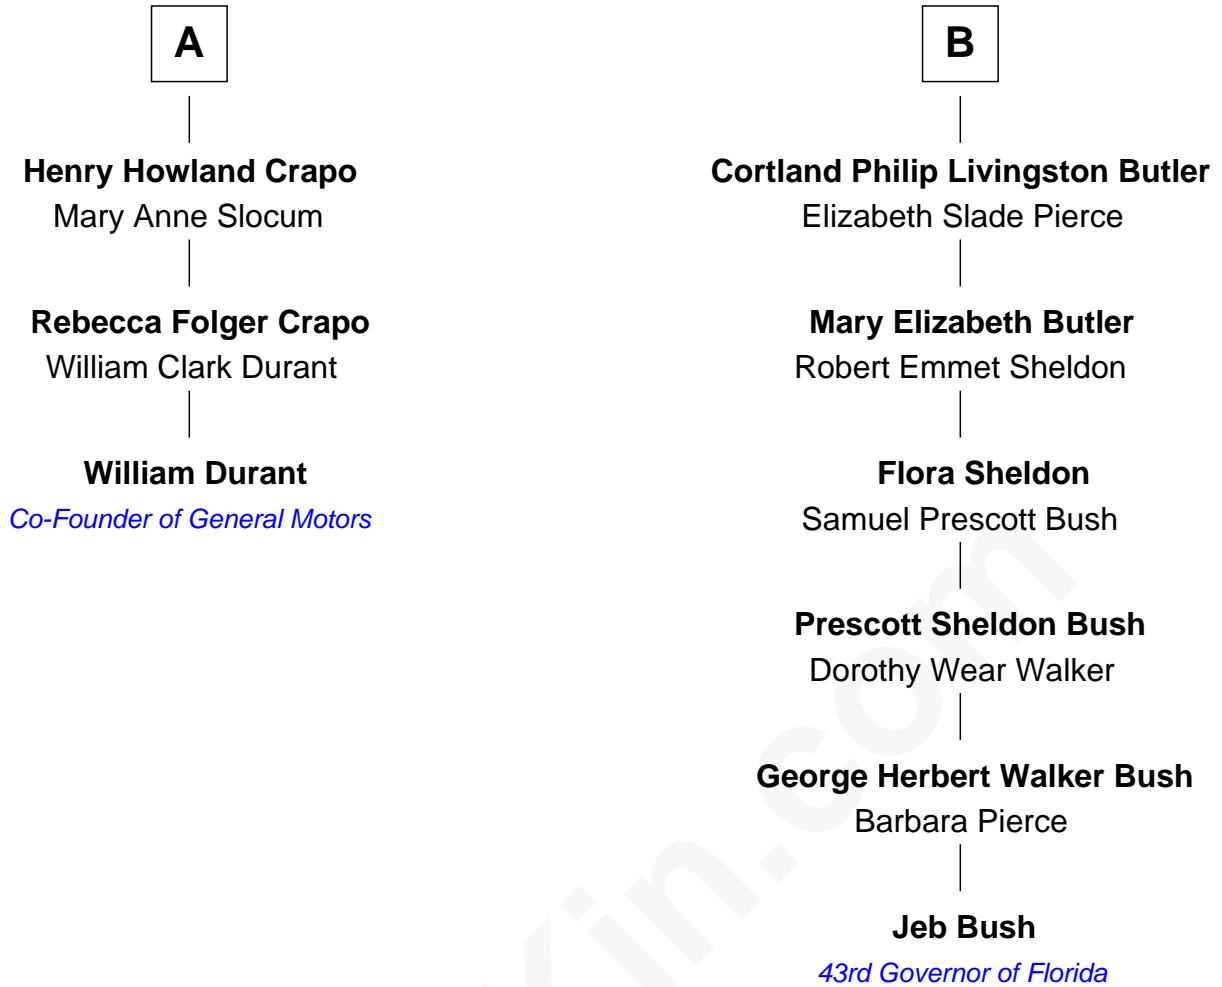 A
Henry Howland Crapo
Mary Anne Slocum
Rebecca Folger Crapo
William Clark Durant
William Durant
Co-Founder of General Motors
B
Cortland Philip Livingston Butler
Elizabeth Slade Pierce
Mary Elizabeth Butler
Robert Emmet Sheldon
Flora Sheldon
Samuel Prescott Bush
Prescott Sheldon Bush
Dorothy Wear Walker
George Herbert Walker Bush
Barbara Pierce
Jeb Bush
43rd Governor of Florida
Kin.com